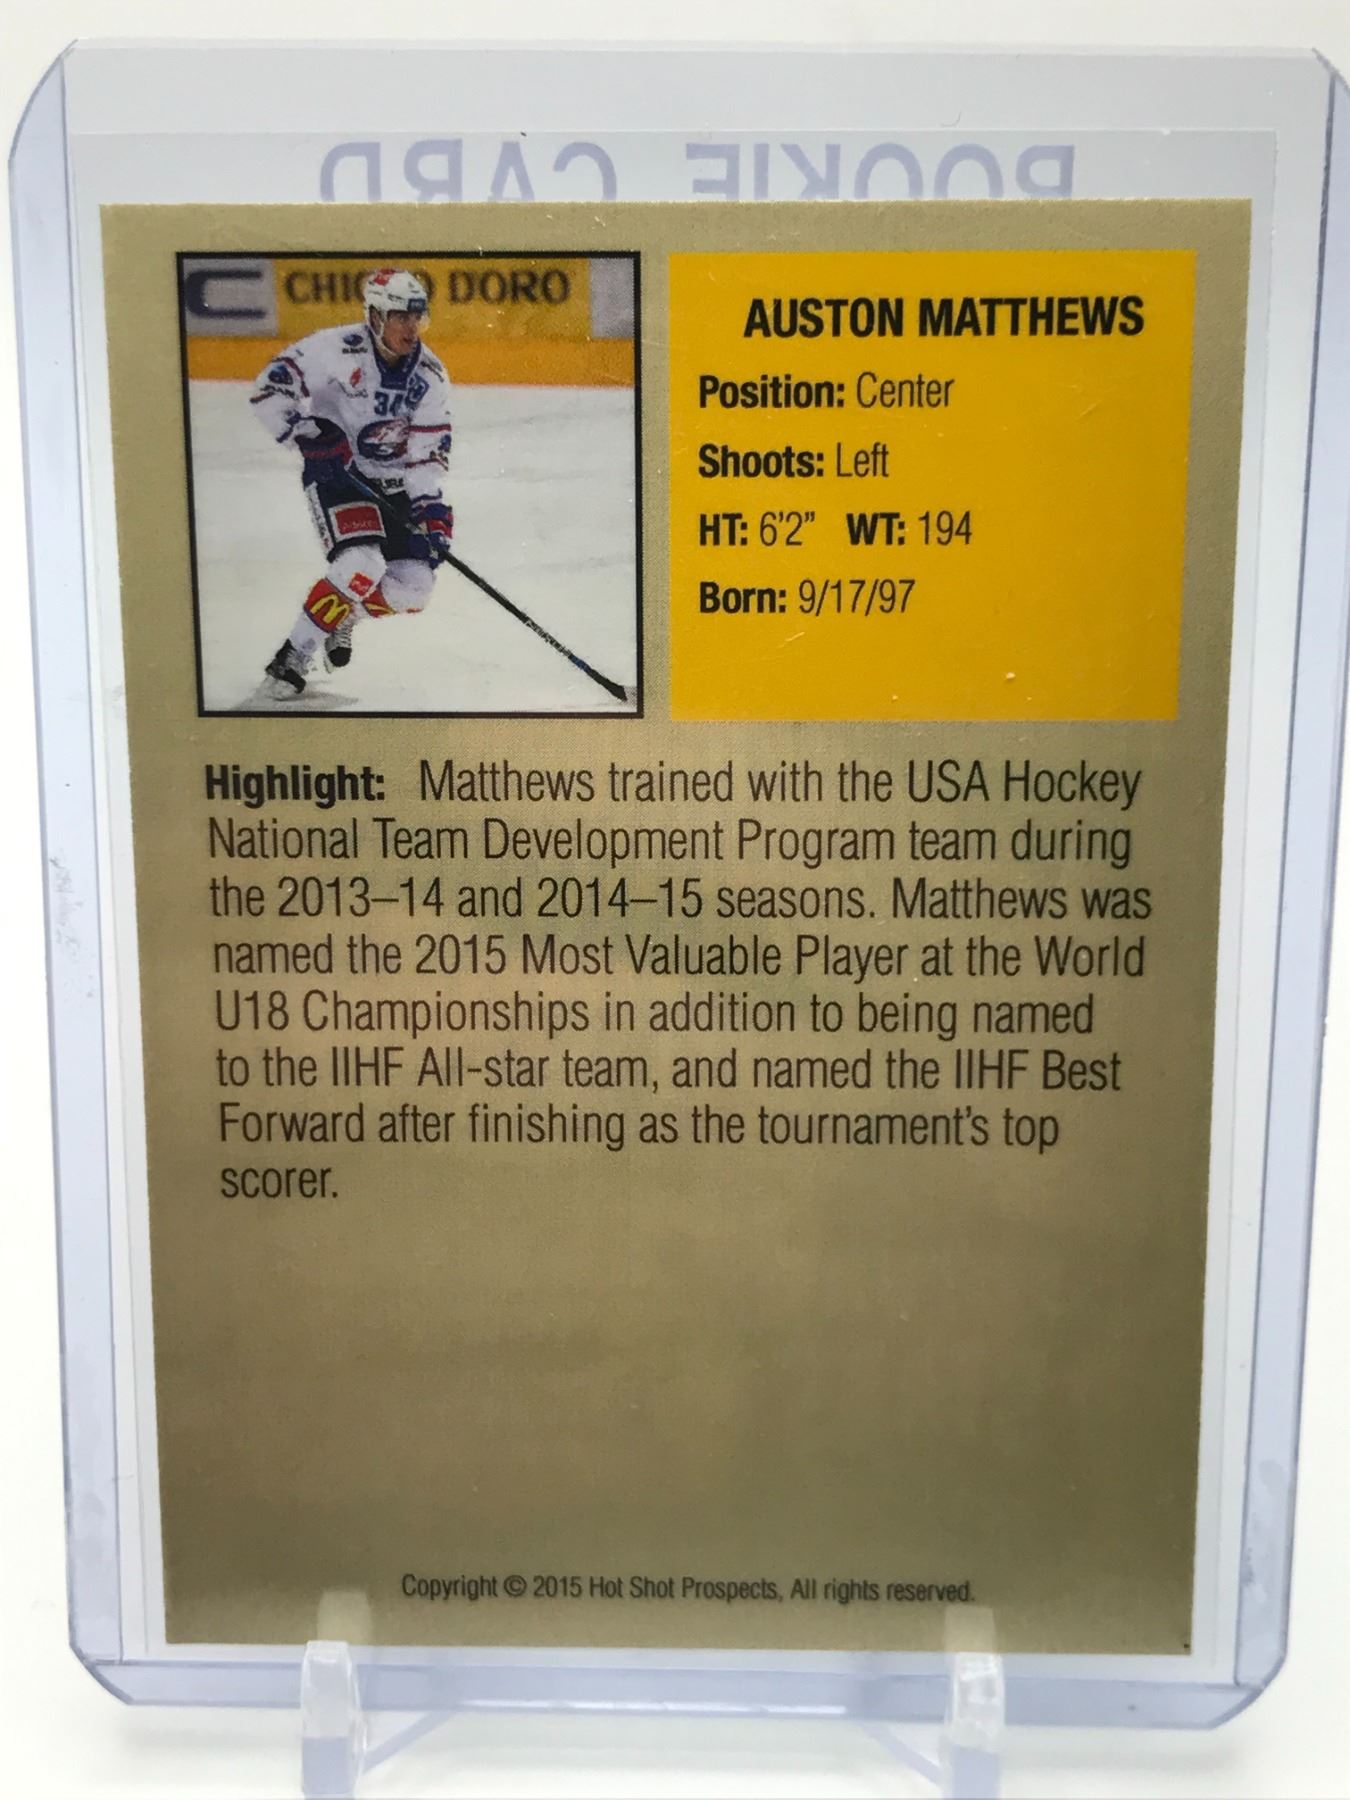 ROOKIE CARD
CHICCO D'ORO
34
AUSTON MATTHEWS
Position: Center
Shoots: Left
HT: 6'2" WT: 194
Born: 9/17/97
Highlight: Matthews trained with the USA Hockey
National Team Development Program team during
the 2013–14 and 2014–15 seasons. Matthews was
named the 2015 Most Valuable Player at the World
U18 Championships in addition to being named
to the IIHF All-star team, and named the IIHF Best
Forward after finishing as the tournament's top
scorer.
Copyright © 2015 Hot Shot Prospects, All rights reserved.